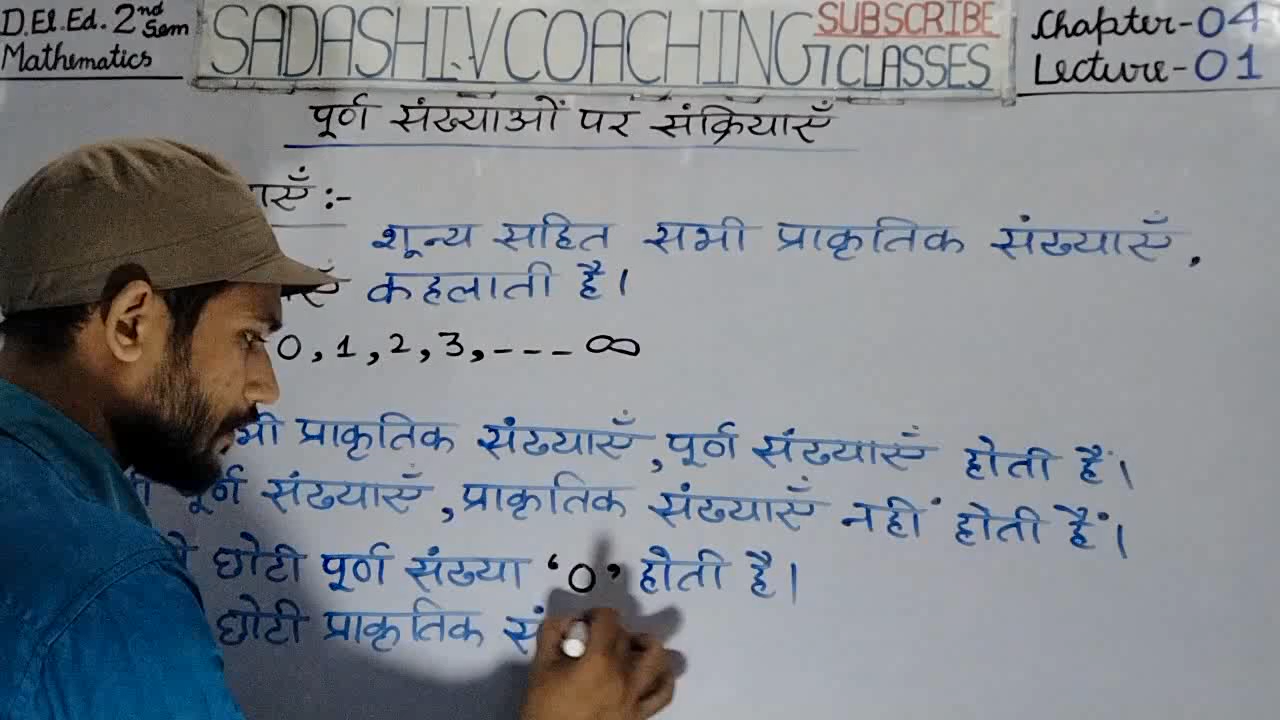 D.El.Ed. 2nd Sem
Mathematics
SADASHIV COACHING CLASSES
SUBSCRIBE
Chapter-04
Lecture-01
पूर्ण संख्याओं पर संक्रियाएँ
:-
शून्य सहित सभी प्राकृतिक संख्याएँ,
कहलाती है।
0, 1, 2, 3, --- ∞
प्राकृतिक संख्याएँ, पूर्ण संख्याएँ होती हैं।
पूर्ण संख्याएँ, प्राकृतिक संख्याएँ नहीं होती हैं।
छोटी पूर्ण संख्या ‘0’ होती है।
छोटी प्राकृतिक सं